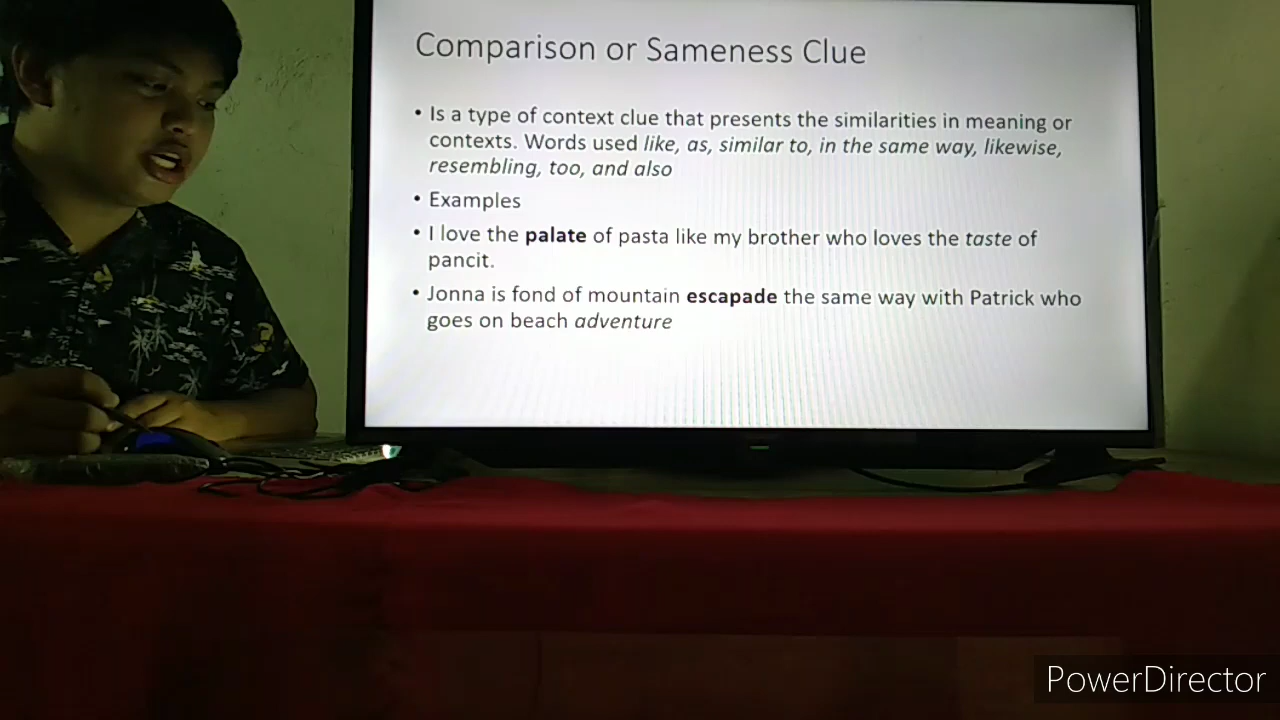 Comparison or Sameness Clue
• Is a type of context clue that presents the similarities in meaning or
contexts. Words used like, as, similar to, in the same way, likewise,
resembling, too, and also
• Examples
• I love the palate of pasta like my brother who loves the taste of
pancit.
• Jonna is fond of mountain escapade the same way with Patrick who
goes on beach adventure
PowerDirector